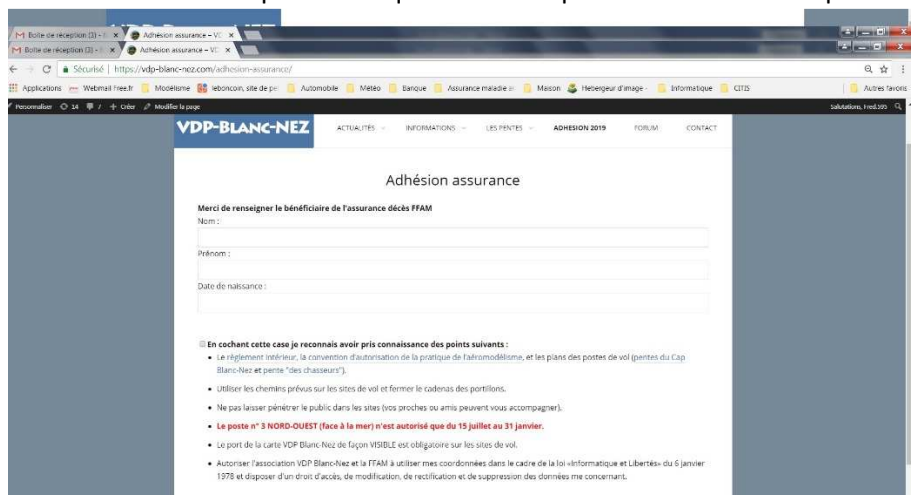 Boîte de réception (3) -
Adhésion assurance – VD
Boîte de réception (3) -
Adhésion assurance – VD
Sécurisé | https://vdp-blanc-nez.com/adhesion-assurance/
Applications Webmail Free.fr Modélisme leboncoin, site de pe Automobile Météo Banque Assurance maladie Maison Hebergeur d'image - Informatique CITIS Autres favoris
Personnaliser 14 7 + Créer Modifier la page Salutations, Fred.595
VDP-BLANC-NEZ ACTUALITÉS INFORMATIONS LES PENTES ADHESION 2019 FORUM CONTACT
Adhésion assurance
Merci de renseigner le bénéficiaire de l'assurance décès FFAM
Nom :
Prénom :
Date de naissance :
En cochant cette case je reconnais avoir pris connaissance des points suivants :
• Le règlement intérieur, la convention d'autorisation de la pratique de l'aéromodélisme, et les plans des postes de vol (pentes du Cap
Blanc-Nez et pente "des chasseurs").
• Utiliser les chemins prévus sur les sites de vol et fermer le cadenas des portillons.
• Ne pas laisser pénétrer le public dans les sites (vos proches ou amis peuvent vous accompagner).
• Le poste n° 3 NORD-OUEST (face à la mer) n'est autorisé que du 15 juillet au 31 janvier.
• Le port de la carte VDP Blanc-Nez de façon VISIBLE est obligatoire sur les sites de vol.
• Autoriser l'association VDP Blanc-Nez et la FFAM à utiliser mes coordonnées dans le cadre de la loi «Informatique et Libertés» du 6 janvier
1978 et disposer d'un droit d'accès, de modification, de rectification et de suppression des données me concernant.